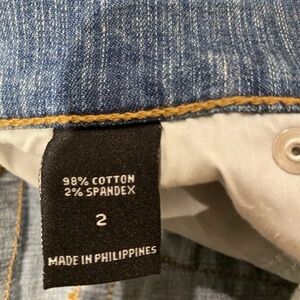 98% COTTON
2% SPANDEX
2
MADE IN PHILIPPINES